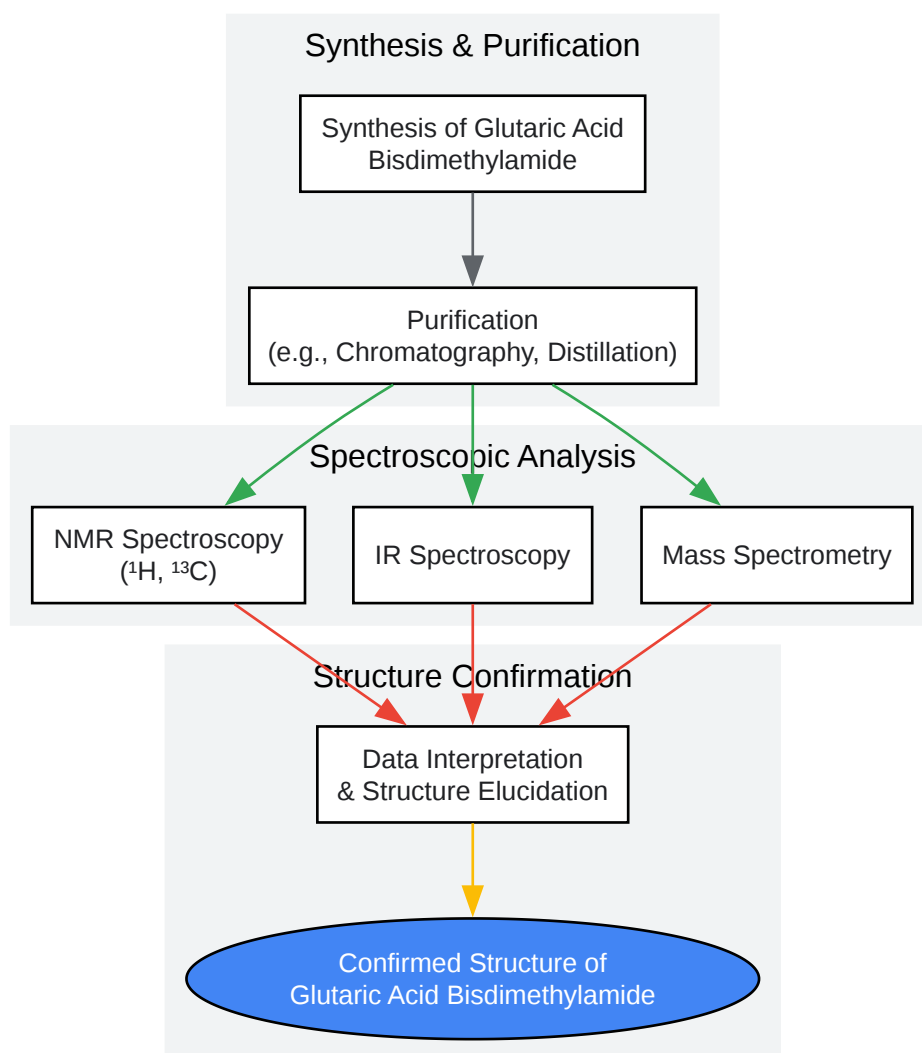 Synthesis & Purification
Synthesis of Glutaric Acid
Bisdimethylamide
Purification
(e.g., Chromatography, Distillation)
Spectroscopic Analysis
NMR Spectroscopy
(¹H, ¹³C)
IR Spectroscopy
Mass Spectrometry
Structure Confirmation
Data Interpretation
& Structure Elucidation
Confirmed Structure of
Glutaric Acid Bisdimethylamide